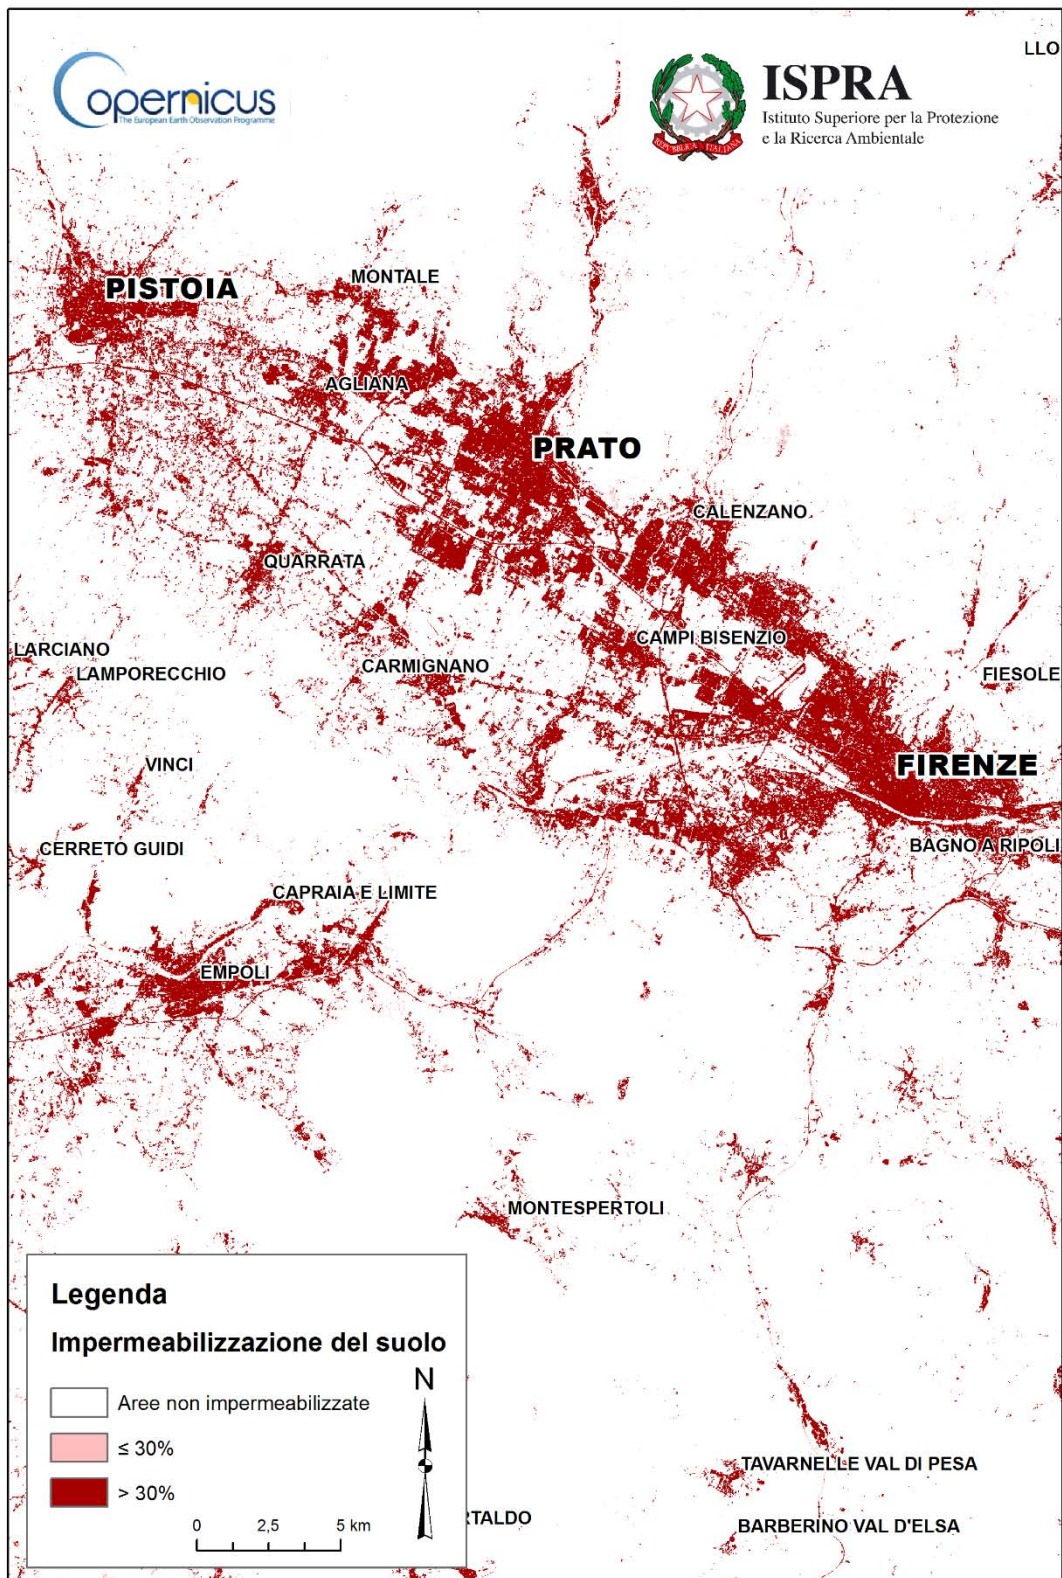 LLO
Copernicus
The European Earth Observation Programme
ISPRA
Istituto Superiore per la Protezione
e la Ricerca Ambientale
REPVBBLICA ITALIANA
PISTOIA
MONTALE
AGLIANA
PRATO
CALENZANO
QUARRATA
CAMPI BISENZIO
LARCIANO
CARMIGNANO
LAMPORECCHIO
FIESOLE
VINCI
FIRENZE
CERRETO GUIDI
BAGNO A RIPOLI
CAPRAIA E LIMITE
EMPOLI
MONTESPERTOLI
Legenda
Impermeabilizzazione del suolo
N
Aree non impermeabilizzate
≤ 30%
> 30%
0 2,5 5 km
TAVARNELLE VAL DI PESA
RTALDO
BARBERINO VAL D'ELSA